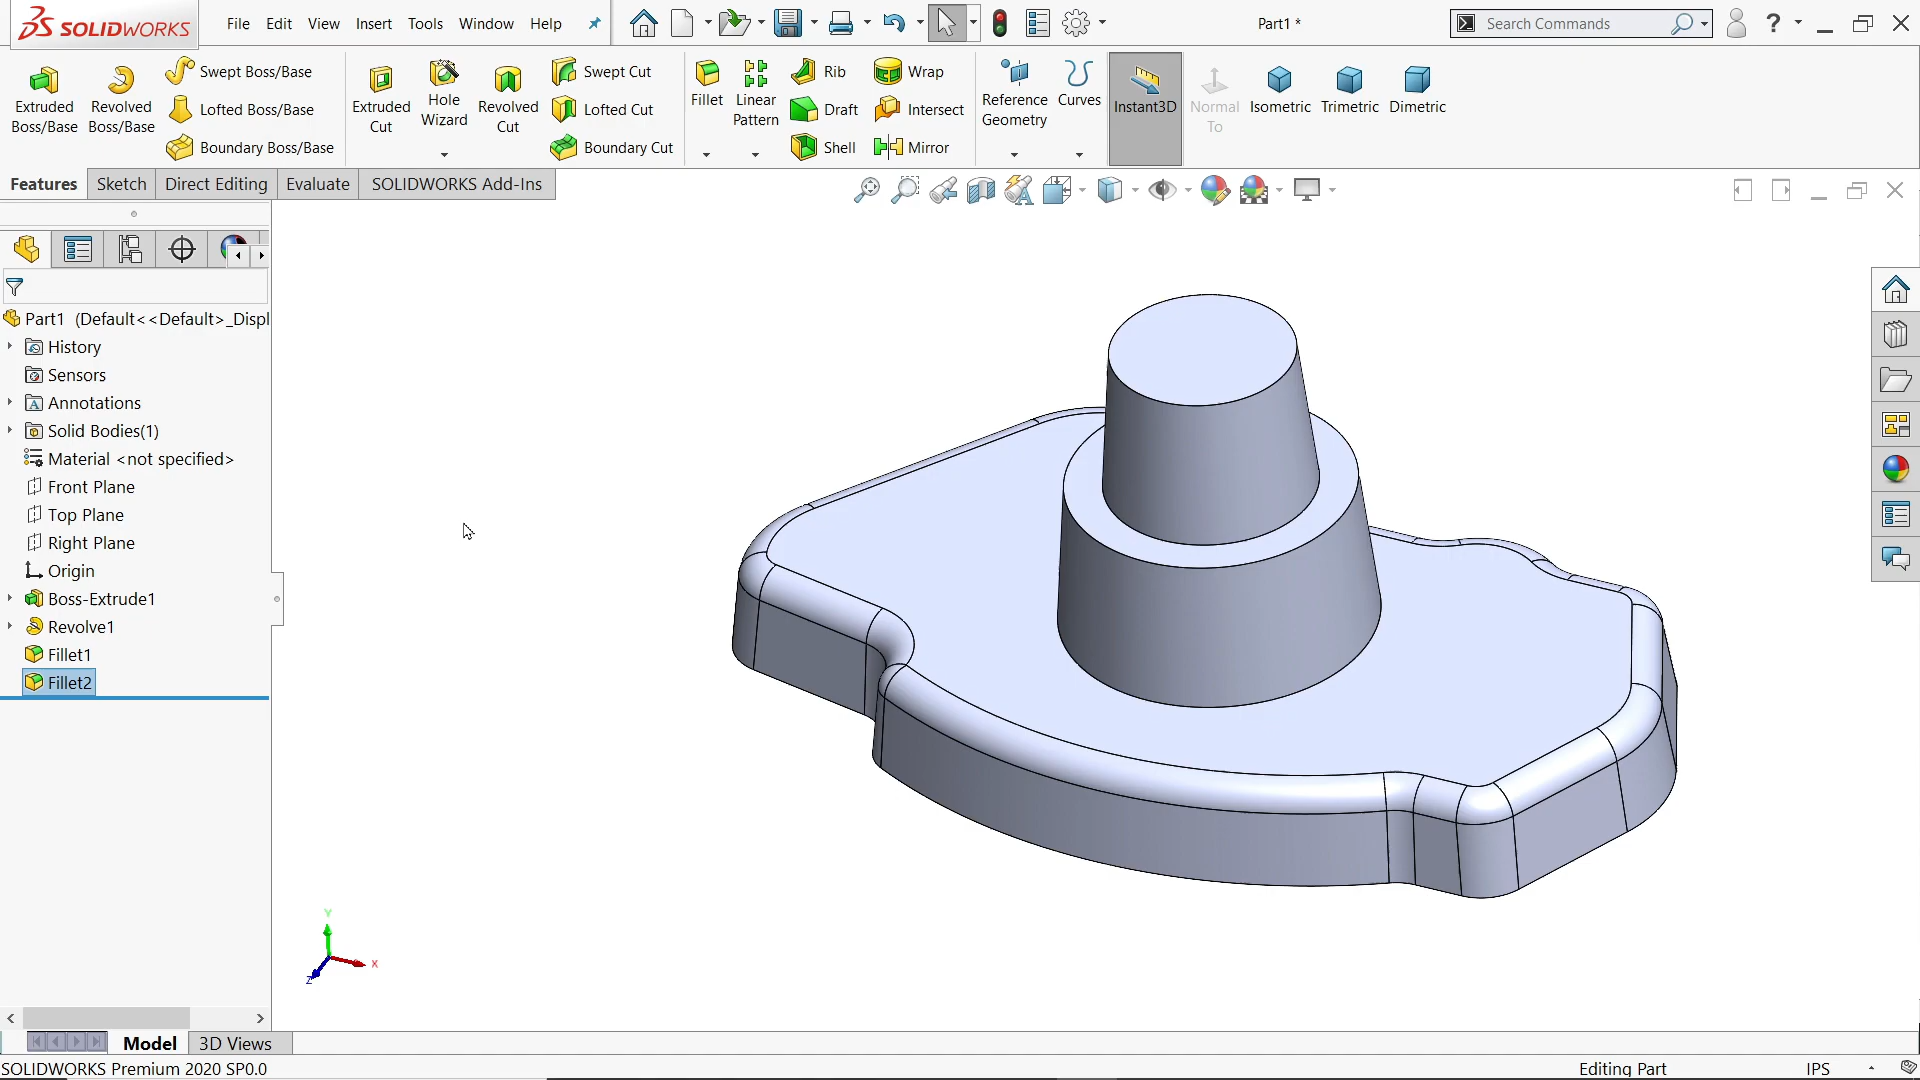 SOLIDWORKS File Edit View Insert Tools Window Help Part1 * Search Commands ?
Extruded Boss/Base
Revolved Boss/Base
Swept Boss/Base
Lofted Boss/Base
Boundary Boss/Base
Extruded Cut
Hole Wizard
Revolved Cut
Swept Cut
Lofted Cut
Boundary Cut
Fillet
Linear Pattern
Rib
Draft
Shell
Wrap
Intersect
Mirror
Reference Geometry
Curves
Instant3D
Normal To
Isometric
Trimetric
Dimetric
Features Sketch Direct Editing Evaluate SOLIDWORKS Add-Ins
Part1 (Default<<Default>_Displ
History
Sensors
Annotations
Solid Bodies(1)
Material <not specified>
Front Plane
Top Plane
Right Plane
Origin
Boss-Extrude1
Revolve1
Fillet1
Fillet2
Y
X
Z
Model 3D Views
SOLIDWORKS Premium 2020 SP0.0 Editing Part IPS